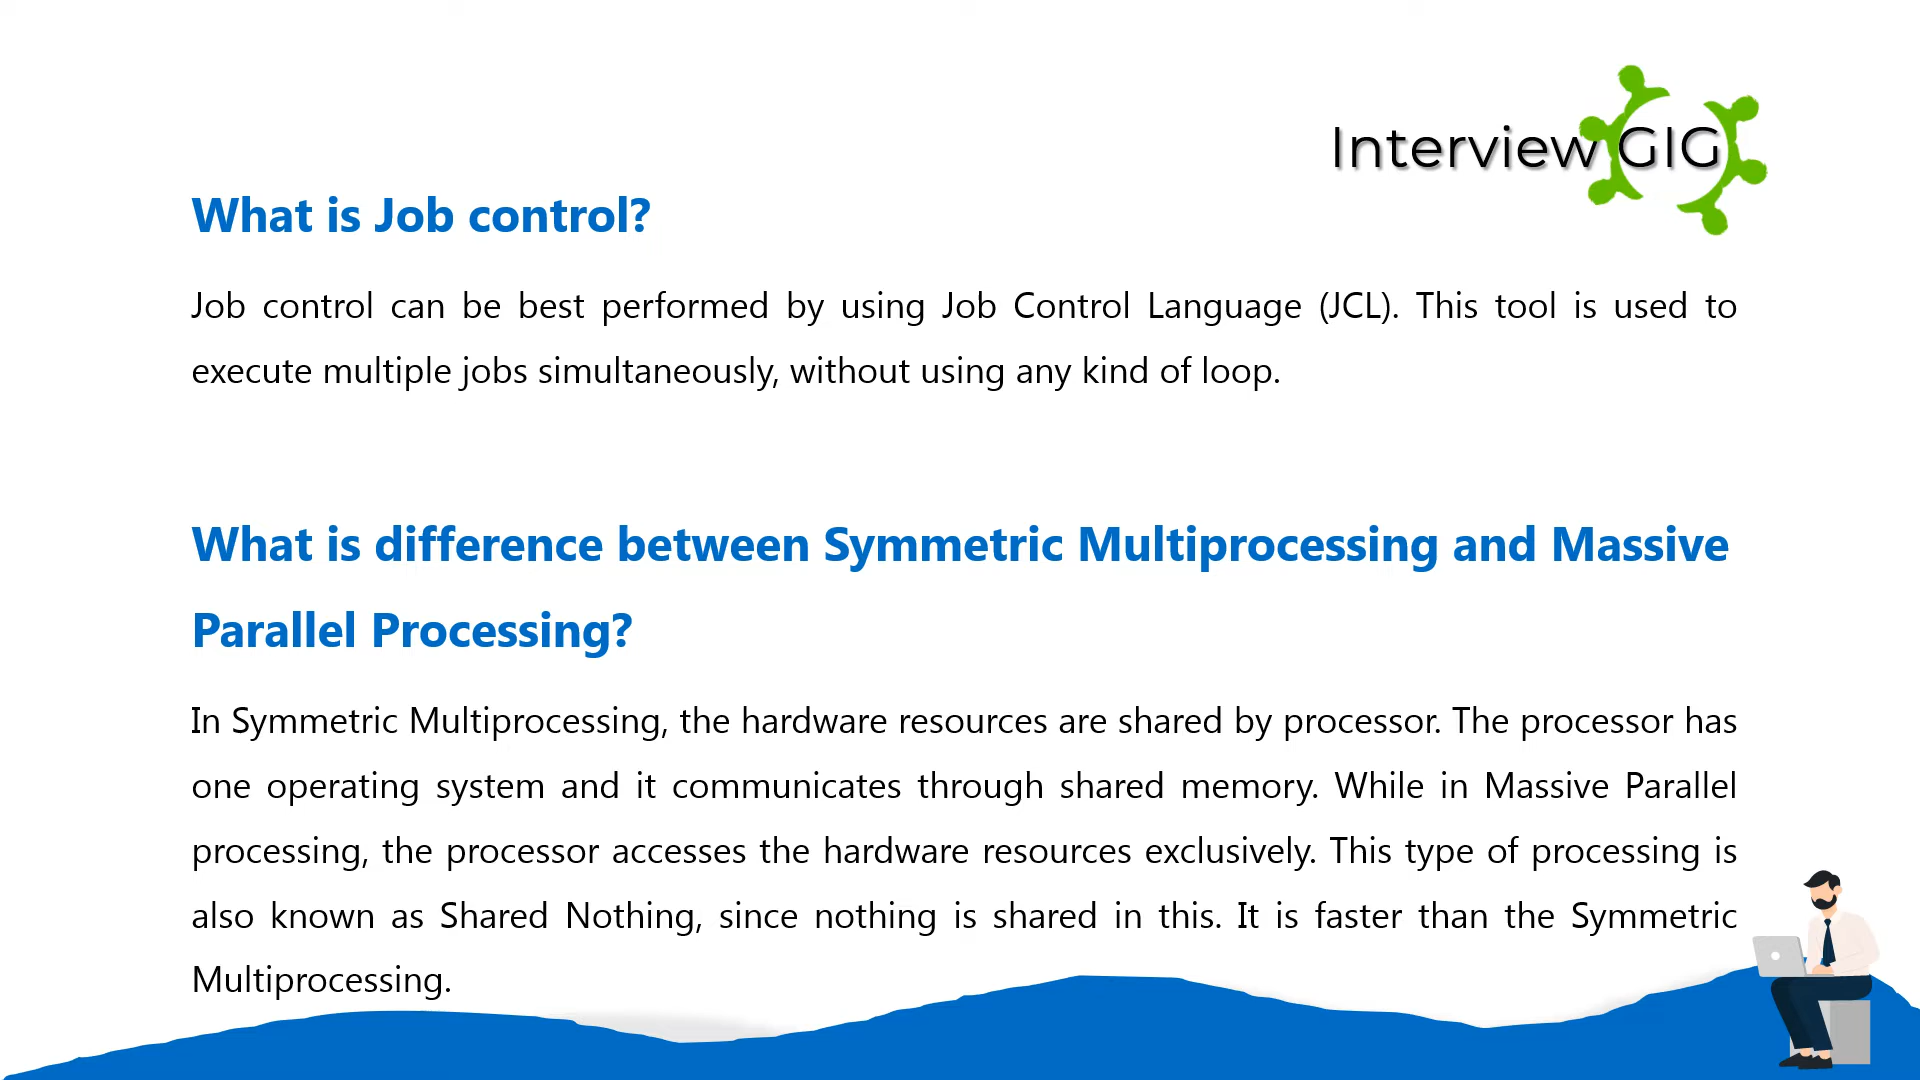 Interview GIG
What is Job control?
Job control can be best performed by using Job Control Language (JCL). This tool is used to
execute multiple jobs simultaneously, without using any kind of loop.
What is difference between Symmetric Multiprocessing and Massive
Parallel Processing?
In Symmetric Multiprocessing, the hardware resources are shared by processor. The processor has
one operating system and it communicates through shared memory. While in Massive Parallel
processing, the processor accesses the hardware resources exclusively. This type of processing is
also known as Shared Nothing, since nothing is shared in this. It is faster than the Symmetric
Multiprocessing.